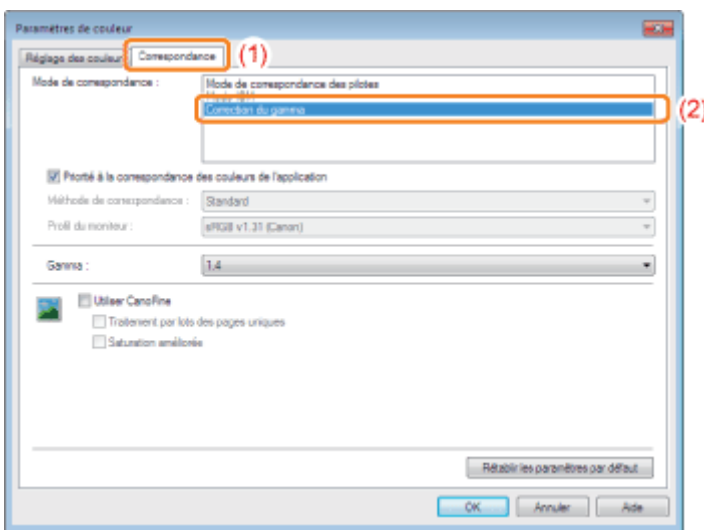 Paramètres de couleur
Réglage des couleur Correspondance (1)
Mode de correspondance : Mode de correspondance des pilotes
Correction du gamma (2)
Priorité à la correspondance des couleurs de l'application
Méthode de correspondance : Standard
Profil du moniteur : sRGB v1.31 (Canon)
Gamma : 1,4
Utiliser CanoFine
Traitement par lots des pages uniques
Saturation améliorée
Rétablir les paramètres par défaut
OK Annuler Aide